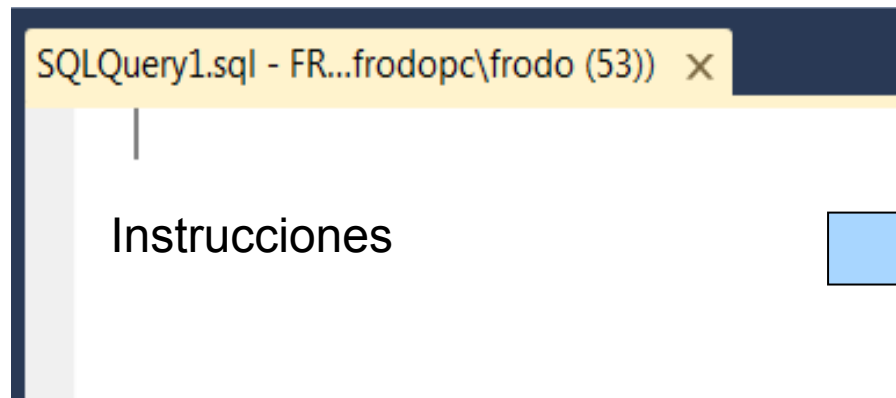 SQLQuery1.sql - FR...frodopc\frodo (53)) ×
Instrucciones